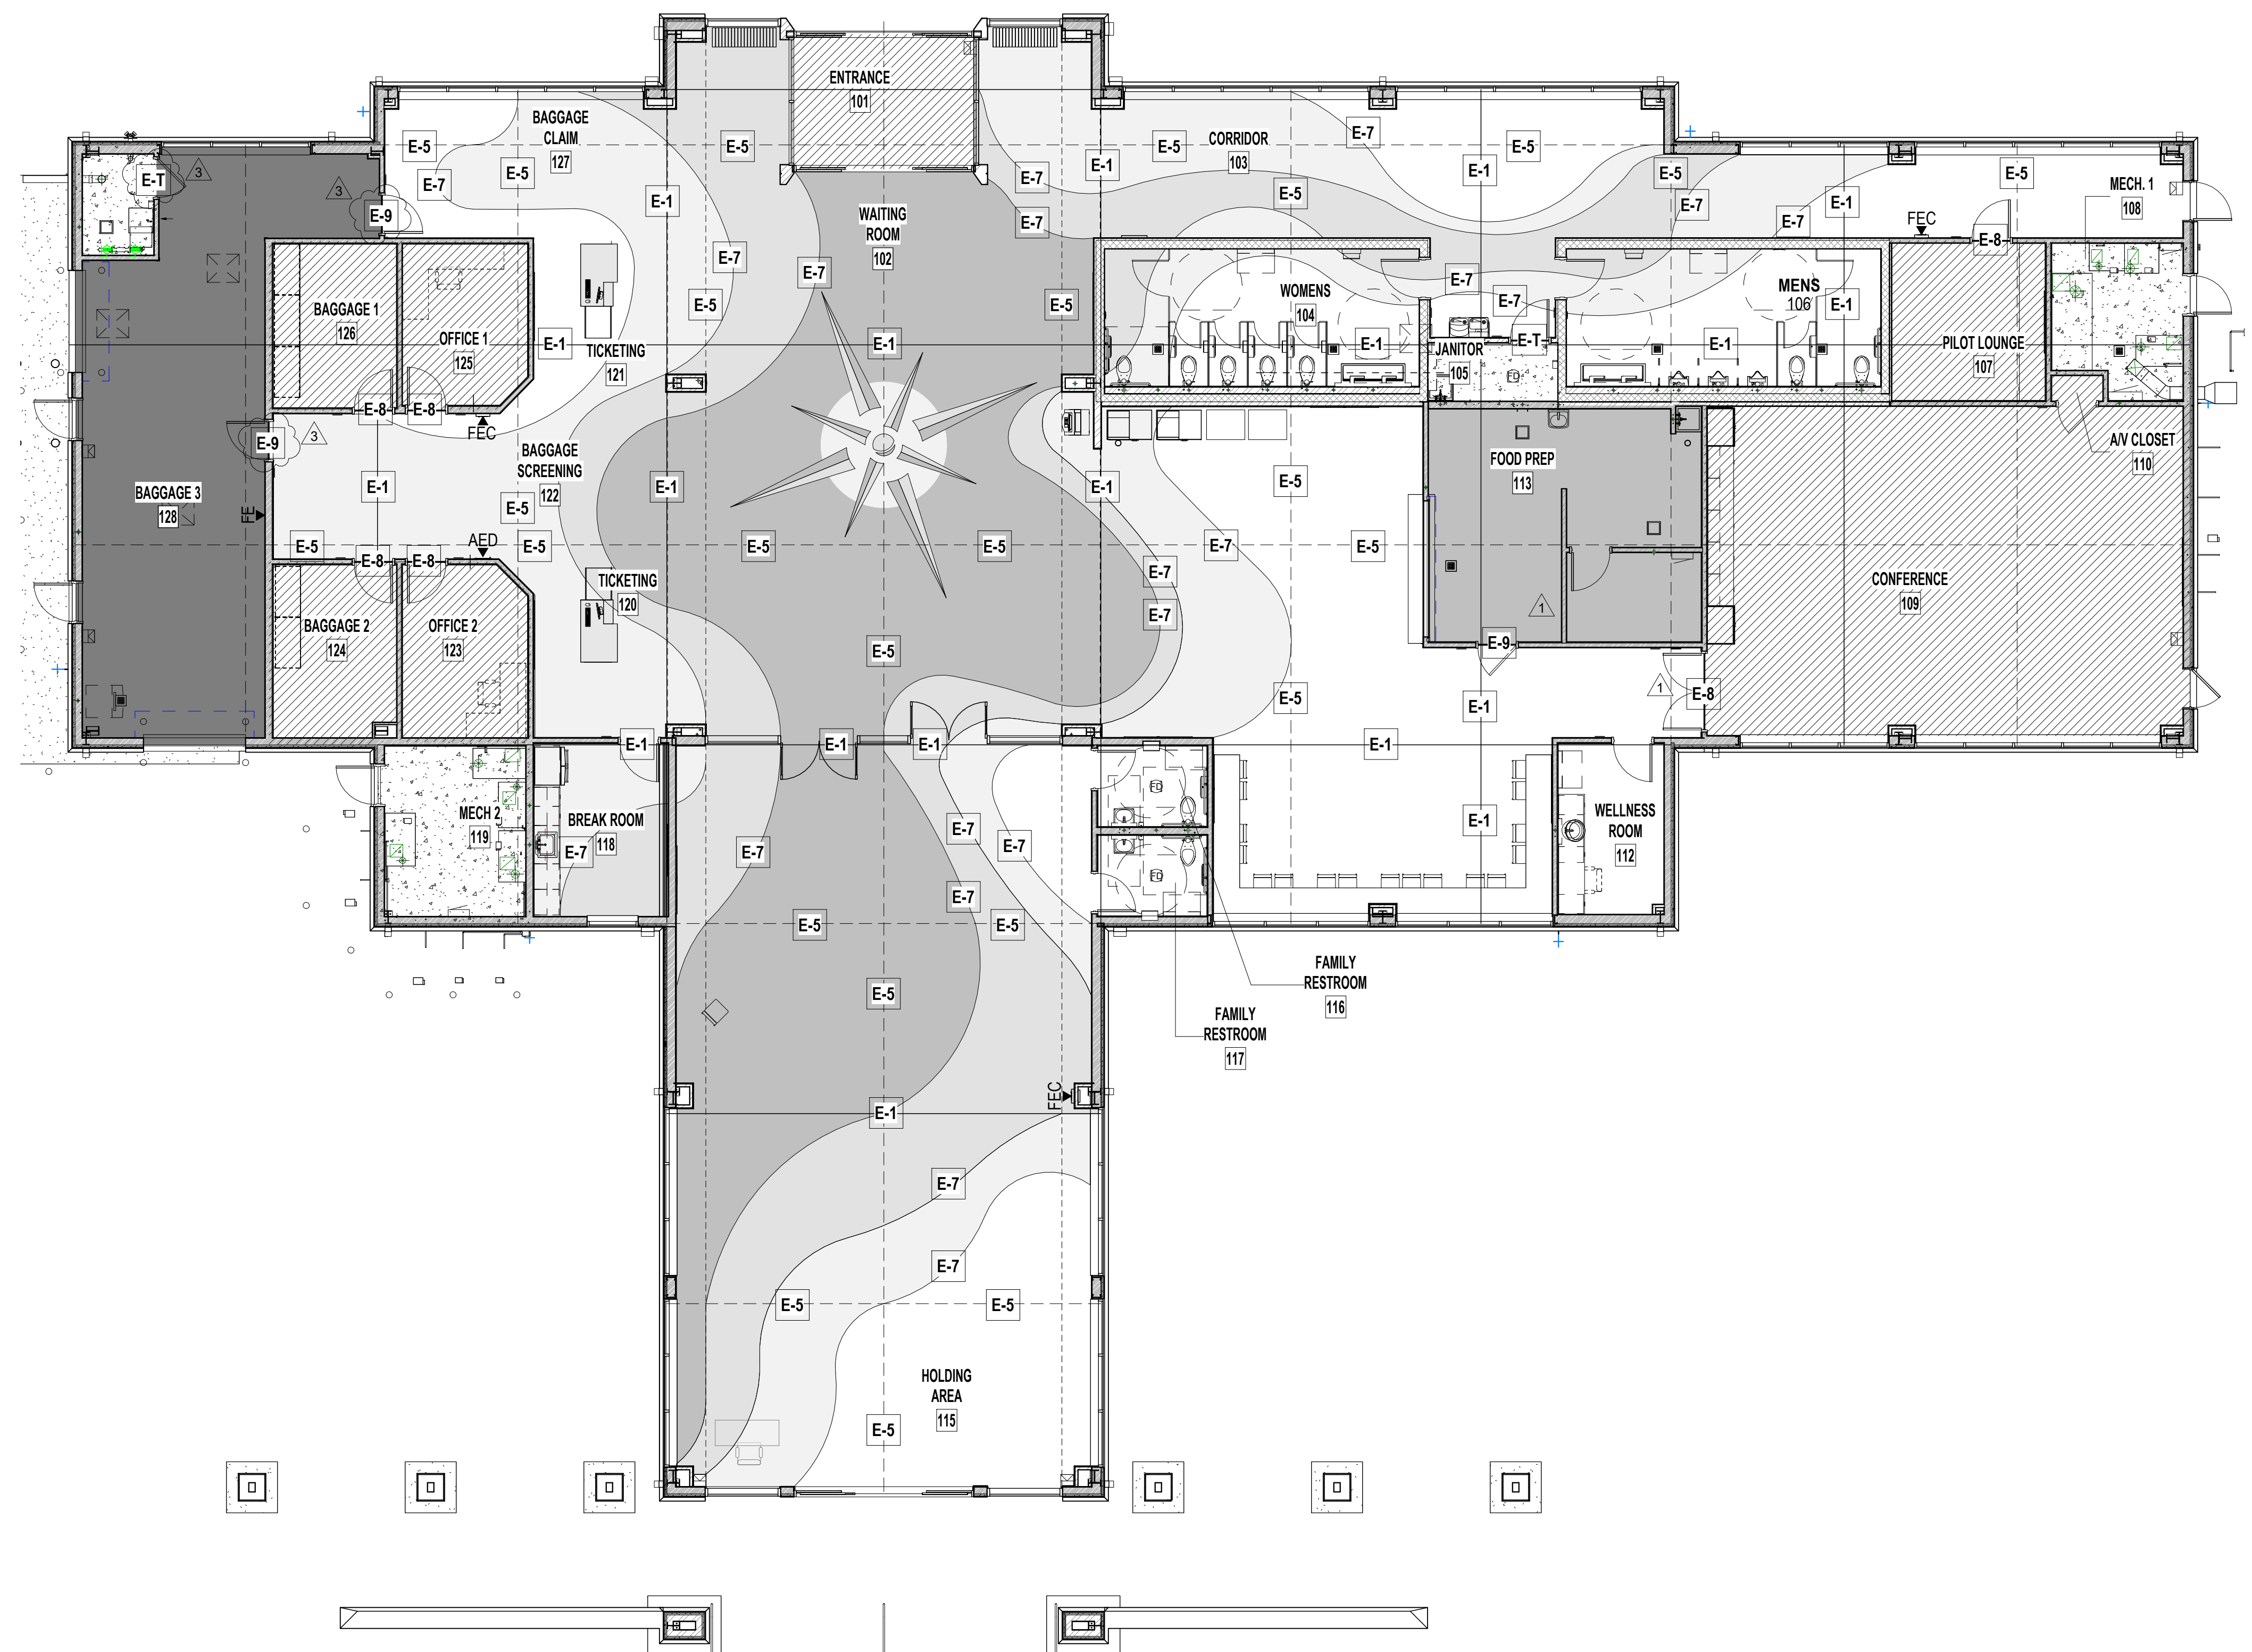 ENTRANCE
101
BAGGAGE
CLAIM
127
E-5
E-5
E-5
CORRIDOR
103
E-7
E-5
E-T
3
3
E-9
E-7
E-5
E-1
E-7
E-1
E-5
E-1
E-5
E-5
MECH. 1
108
WAITING
ROOM
102
E-1
E-7
E-7
E-7
E-7
FEC
E-8
E-7
E-7
E-7
E-7
BAGGAGE 1
126
OFFICE 1
125
E-5
E-5
WOMENS
104
MENS
106
E-1
E-1
TICKETING
121
E-1
E-1
JANITOR
105
E-T
FD
E-1
PILOT LOUNGE
107
E-8
E-8
FEC
E-9
3
BAGGAGE
SCREENING
122
A/V CLOSET
110
FOOD PREP
113
BAGGAGE 3
128
FE
E-1
E-5
E-1
E-1
E-5
E-5
AED
E-5
E-5
E-5
E-7
E-5
E-8
E-8
TICKETING
120
E-7
E-7
1
CONFERENCE
109
BAGGAGE 2
124
OFFICE 2
123
E-5
E-9
E-5
E-1
1
E-8
E-1
E-1
E-1
E-1
FD
MECH 2
119
BREAK ROOM
118
E-7
E-7
E-7
E-7
E-1
WELLNESS
ROOM
112
FD
E-7
E-5
E-5
E-5
FAMILY
RESTROOM
116
FAMILY
RESTROOM
117
E-1
FEC
E-7
E-7
E-5
E-5
HOLDING
AREA
115
E-5